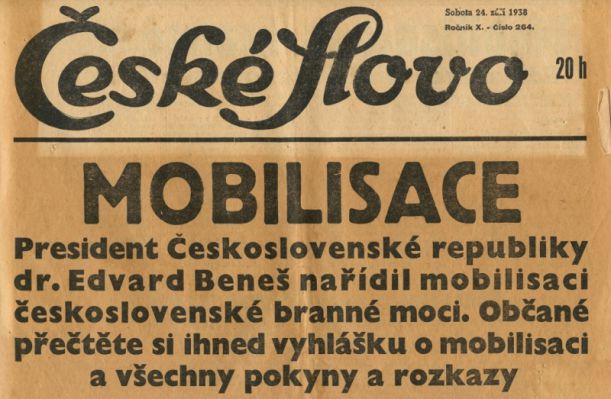 Sobota 24. září 1938
Ročník X. - Číslo 264.
České Slovo
20 h
MOBILISACE
President Československé republiky
dr. Edvard Beneš nařídil mobilisaci
československé branné moci. Občané
přečtěte si ihned vyhlášku o mobilisaci
a všechny pokyny a rozkazy